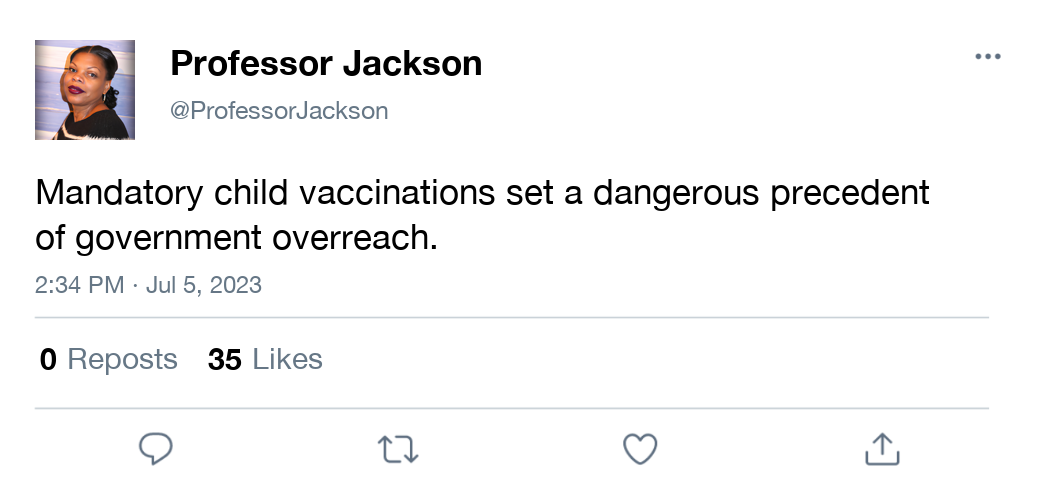 Professor Jackson
@ProfessorJackson
Mandatory child vaccinations set a dangerous precedent
of government overreach.
2:34 PM · Jul 5, 2023
0 Reposts 35 Likes